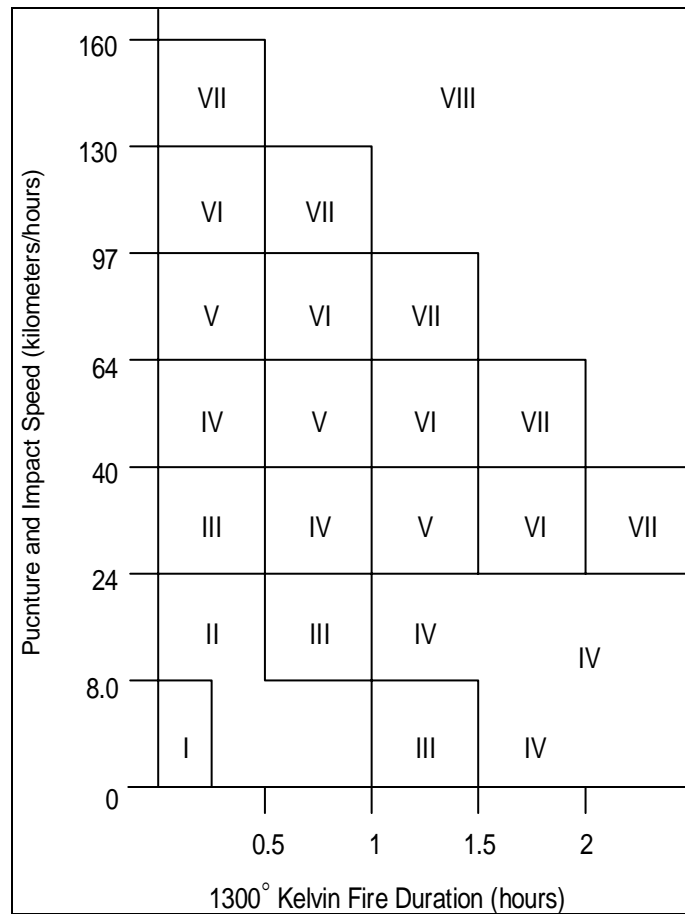 160
VII VIII
130
VI VII
97
V VI VII
64
IV V VI VII
40
III IV V VI VII
24
II III IV
IV
8.0
I III IV
0
0.5 1 1.5 2
1300° Kelvin Fire Duration (hours)
Pucnture and Impact Speed (kilometers/hours)